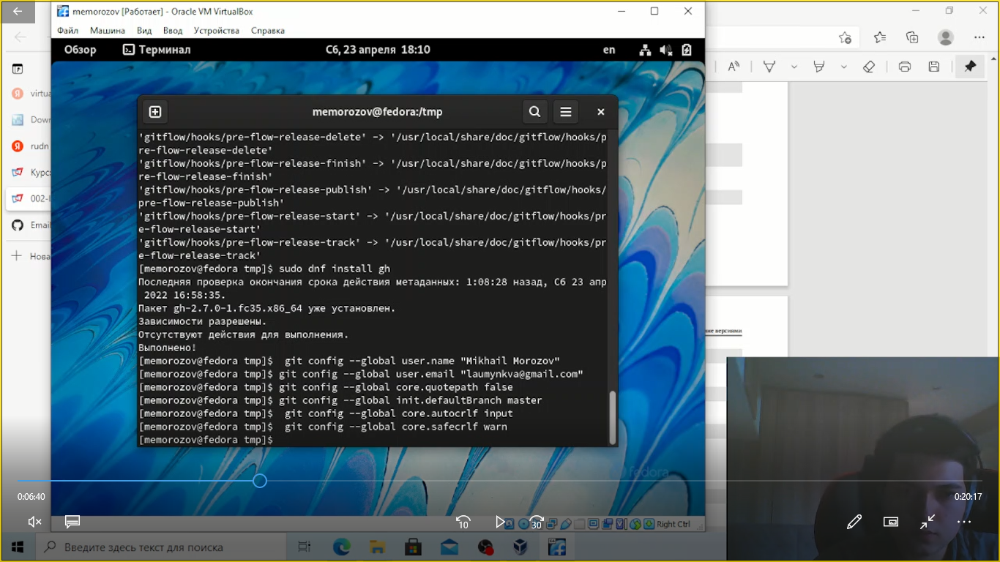 memorozov [Работает] - Oracle VM VirtualBox
Файл Машина Вид Ввод Устройства Справка
Обзор Терминал Сб, 23 апреля 18:10 en
memorozov@fedora:/tmp
'gitflow/hooks/pre-flow-release-delete' -> '/usr/local/share/doc/gitflow/hooks/p
re-flow-release-delete'
'gitflow/hooks/pre-flow-release-finish' -> '/usr/local/share/doc/gitflow/hooks/p
re-flow-release-finish'
'gitflow/hooks/pre-flow-release-publish' -> '/usr/local/share/doc/gitflow/hooks/
pre-flow-release-publish'
'gitflow/hooks/pre-flow-release-start' -> '/usr/local/share/doc/gitflow/hooks/pr
e-flow-release-start'
'gitflow/hooks/pre-flow-release-track' -> '/usr/local/share/doc/gitflow/hooks/pr
e-flow-release-track'
[memorozov@fedora tmp]$ sudo dnf install gh
Последняя проверка окончания срока действия метаданных: 1:08:28 назад, Сб 23 апр
2022 16:58:35.
Пакет gh-2.7.0-1.fc35.x86_64 уже установлен.
Зависимости разрешены.
Отсутствуют действия для выполнения.
Выполнено!
[memorozov@fedora tmp]$  git config --global user.name "Mikhail Morozov"
[memorozov@fedora tmp]$ git config --global user.email "laumynkva@gmail.com"
[memorozov@fedora tmp]$ git config --global core.quotepath false
[memorozov@fedora tmp]$ git config --global init.defaultBranch master
[memorozov@fedora tmp]$  git config --global core.autocrlf input
[memorozov@fedora tmp]$  git config --global core.safecrlf warn
[memorozov@fedora tmp]$
virtua
Down
rudn
Курс:
002-l
Email
Нова
версиями
fedora
0:06:40
0:20:17
10
30
Right Ctrl
Введите здесь текст для поиска